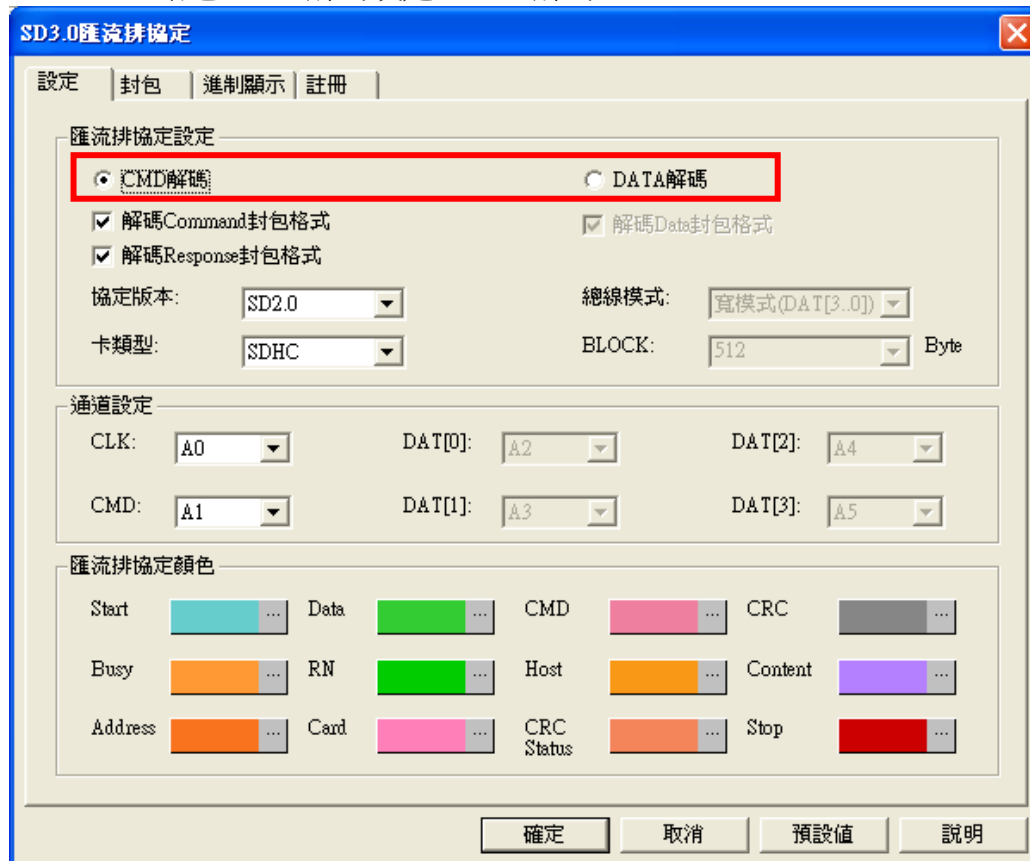 SD3.0匯流排協定
設定 封包 進制顯示 註冊
匯流排協定設定
CMD解碼 DATA解碼
解碼Command封包格式 解碼Data封包格式
解碼Response封包格式
協定版本: SD2.0 總線模式: 寬模式(DAT[3..0])
卡類型: SDHC BLOCK: 512 Byte
通道設定
CLK: A0 DAT[0]: A2 DAT[2]: A4
CMD: A1 DAT[1]: A3 DAT[3]: A5
匯流排協定顏色
Start ... Data ... CMD ... CRC ...
Busy ... RN ... Host ... Content ...
Address ... Card ... CRC Status ... Stop ...
確定 取消 預設值 說明